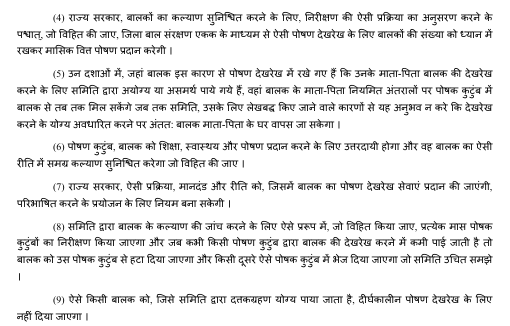 (4) राज्य सरकार, बालकों का कल्याण सुनिश्चित करने के लिए, निरीक्षण की ऐसी प्रक्रिया का अनुसरण करने के
पश्चात्, जो विहित की जाए, जिला बाल संरक्षण एकक के माध्यम से ऐसी पोषण देखरेख के लिए बालकों की संख्या को ध्यान में
रखकर मासिक वित्त पोषण प्रदान करेगी ।
(5) उन दशाओं में, जहां बालक इस कारण से पोषण देखरेख में रखे गए हैं कि उनके माता-पिता बालक की देखरेख
करने के लिए समिति द्वारा अयोग्य या असमर्थ पाये गये हैं, वहां बालक के माता-पिता नियमित अंतरालों पर पोषक कुटुंब में
बालक से तब तक मिल सकेंगे जब तक समिति, उसके लिए लेखबद्ध किए जाने वाले कारणों से यह अनुभव न करे कि देखरेख
करने के योग्य अवधारित करने पर अंतत: बालक माता-पिता के घर वापस जा सकेगा ।
(6) पोषण कुटुंब, बालक को शिक्षा, स्वास्थय और पोषण प्रदान करने के लिए उत्तरदायी होगा और वह बालक का ऐसी
रीति में समग्र कल्याण सुनिश्चित करेगा जो विहित की जाए ।
(7) राज्य सरकार, ऐसी प्रक्रिया, मानदंड और रीति को, जिसमें बालक का पोषण देखरेख सेवाएं प्रदान की जाएंगी,
परिभाषित करने के प्रयोजन के लिए नियम बना सकेगी ।
(8) समिति द्वारा बालक के कल्याण की जांच करने के लिए ऐसे प्ररूप में, जो विहित किया जाए, प्रत्येक मास पोषक
कुटुंबों का निरीक्षण किया जाएगा और जब कभी किसी पोषण कुटुंब द्वारा बालक की देखरेख करने में कमी पाई जाती है तो
बालक को उस पोषक कुटुंब से हटा दिया जाएगा और किसी दूसरे ऐसे पोषक कुटुंब में भेज दिया जाएगा जो समिति उचित समझे
।
(9) ऐसे किसी बालक को, जिसे समिति द्वारा दत्तकग्रहण योग्य पाया जाता है, दीर्घकालीन पोषण देखरेख के लिए
नहीं दिया जाएगा ।